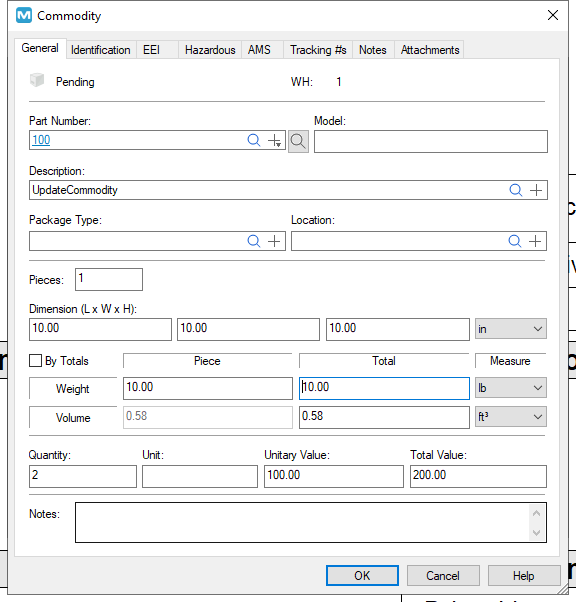 Commodity
General Identification EEI Hazardous AMS Tracking #s Notes Attachments
Pending WH: 1
Part Number: Model:
100
Description:
UpdateCommodity
Package Type: Location:
Pieces: 1
Dimension (L x W x H):
10.00 10.00 10.00 in
By Totals Piece Total Measure
Weight 10.00 10.00 lb
Volume 0.58 0.58 ft³
Quantity: Unit: Unitary Value: Total Value:
2 100.00 200.00
Notes:
OK Cancel Help